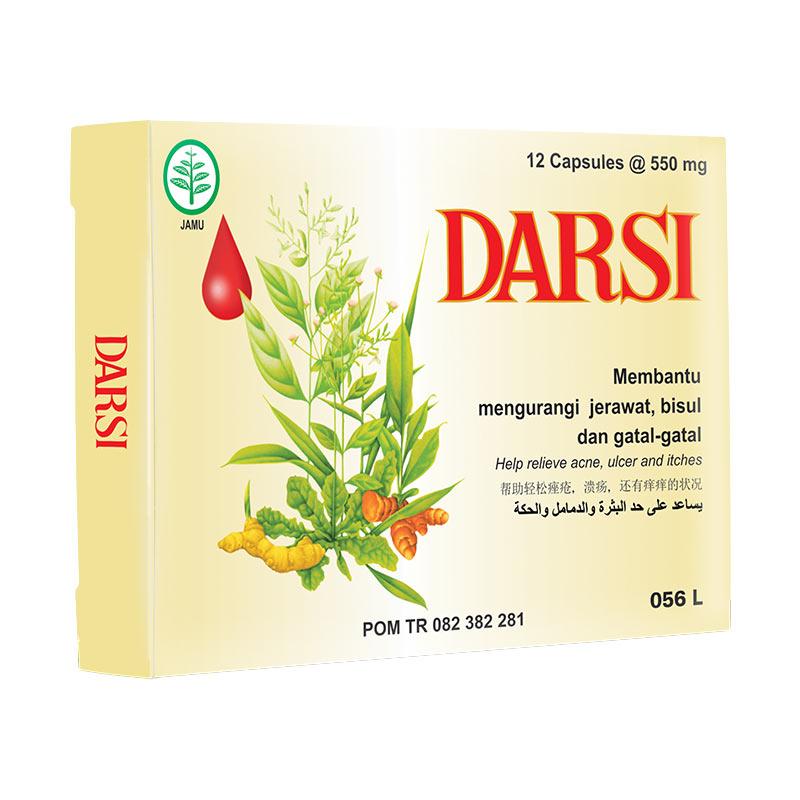 JAMU
12 Capsules @ 550 mg
DARSI
DARSI
Membantu
mengurangi jerawat, bisul
dan gatal-gatal
Help relieve acne, ulcer and itches
帮助轻松痤疮，溃疡，还有痒痒的状况
يساعد على حد البثرة والدمامل والحكة
056 L
POM TR 082 382 281